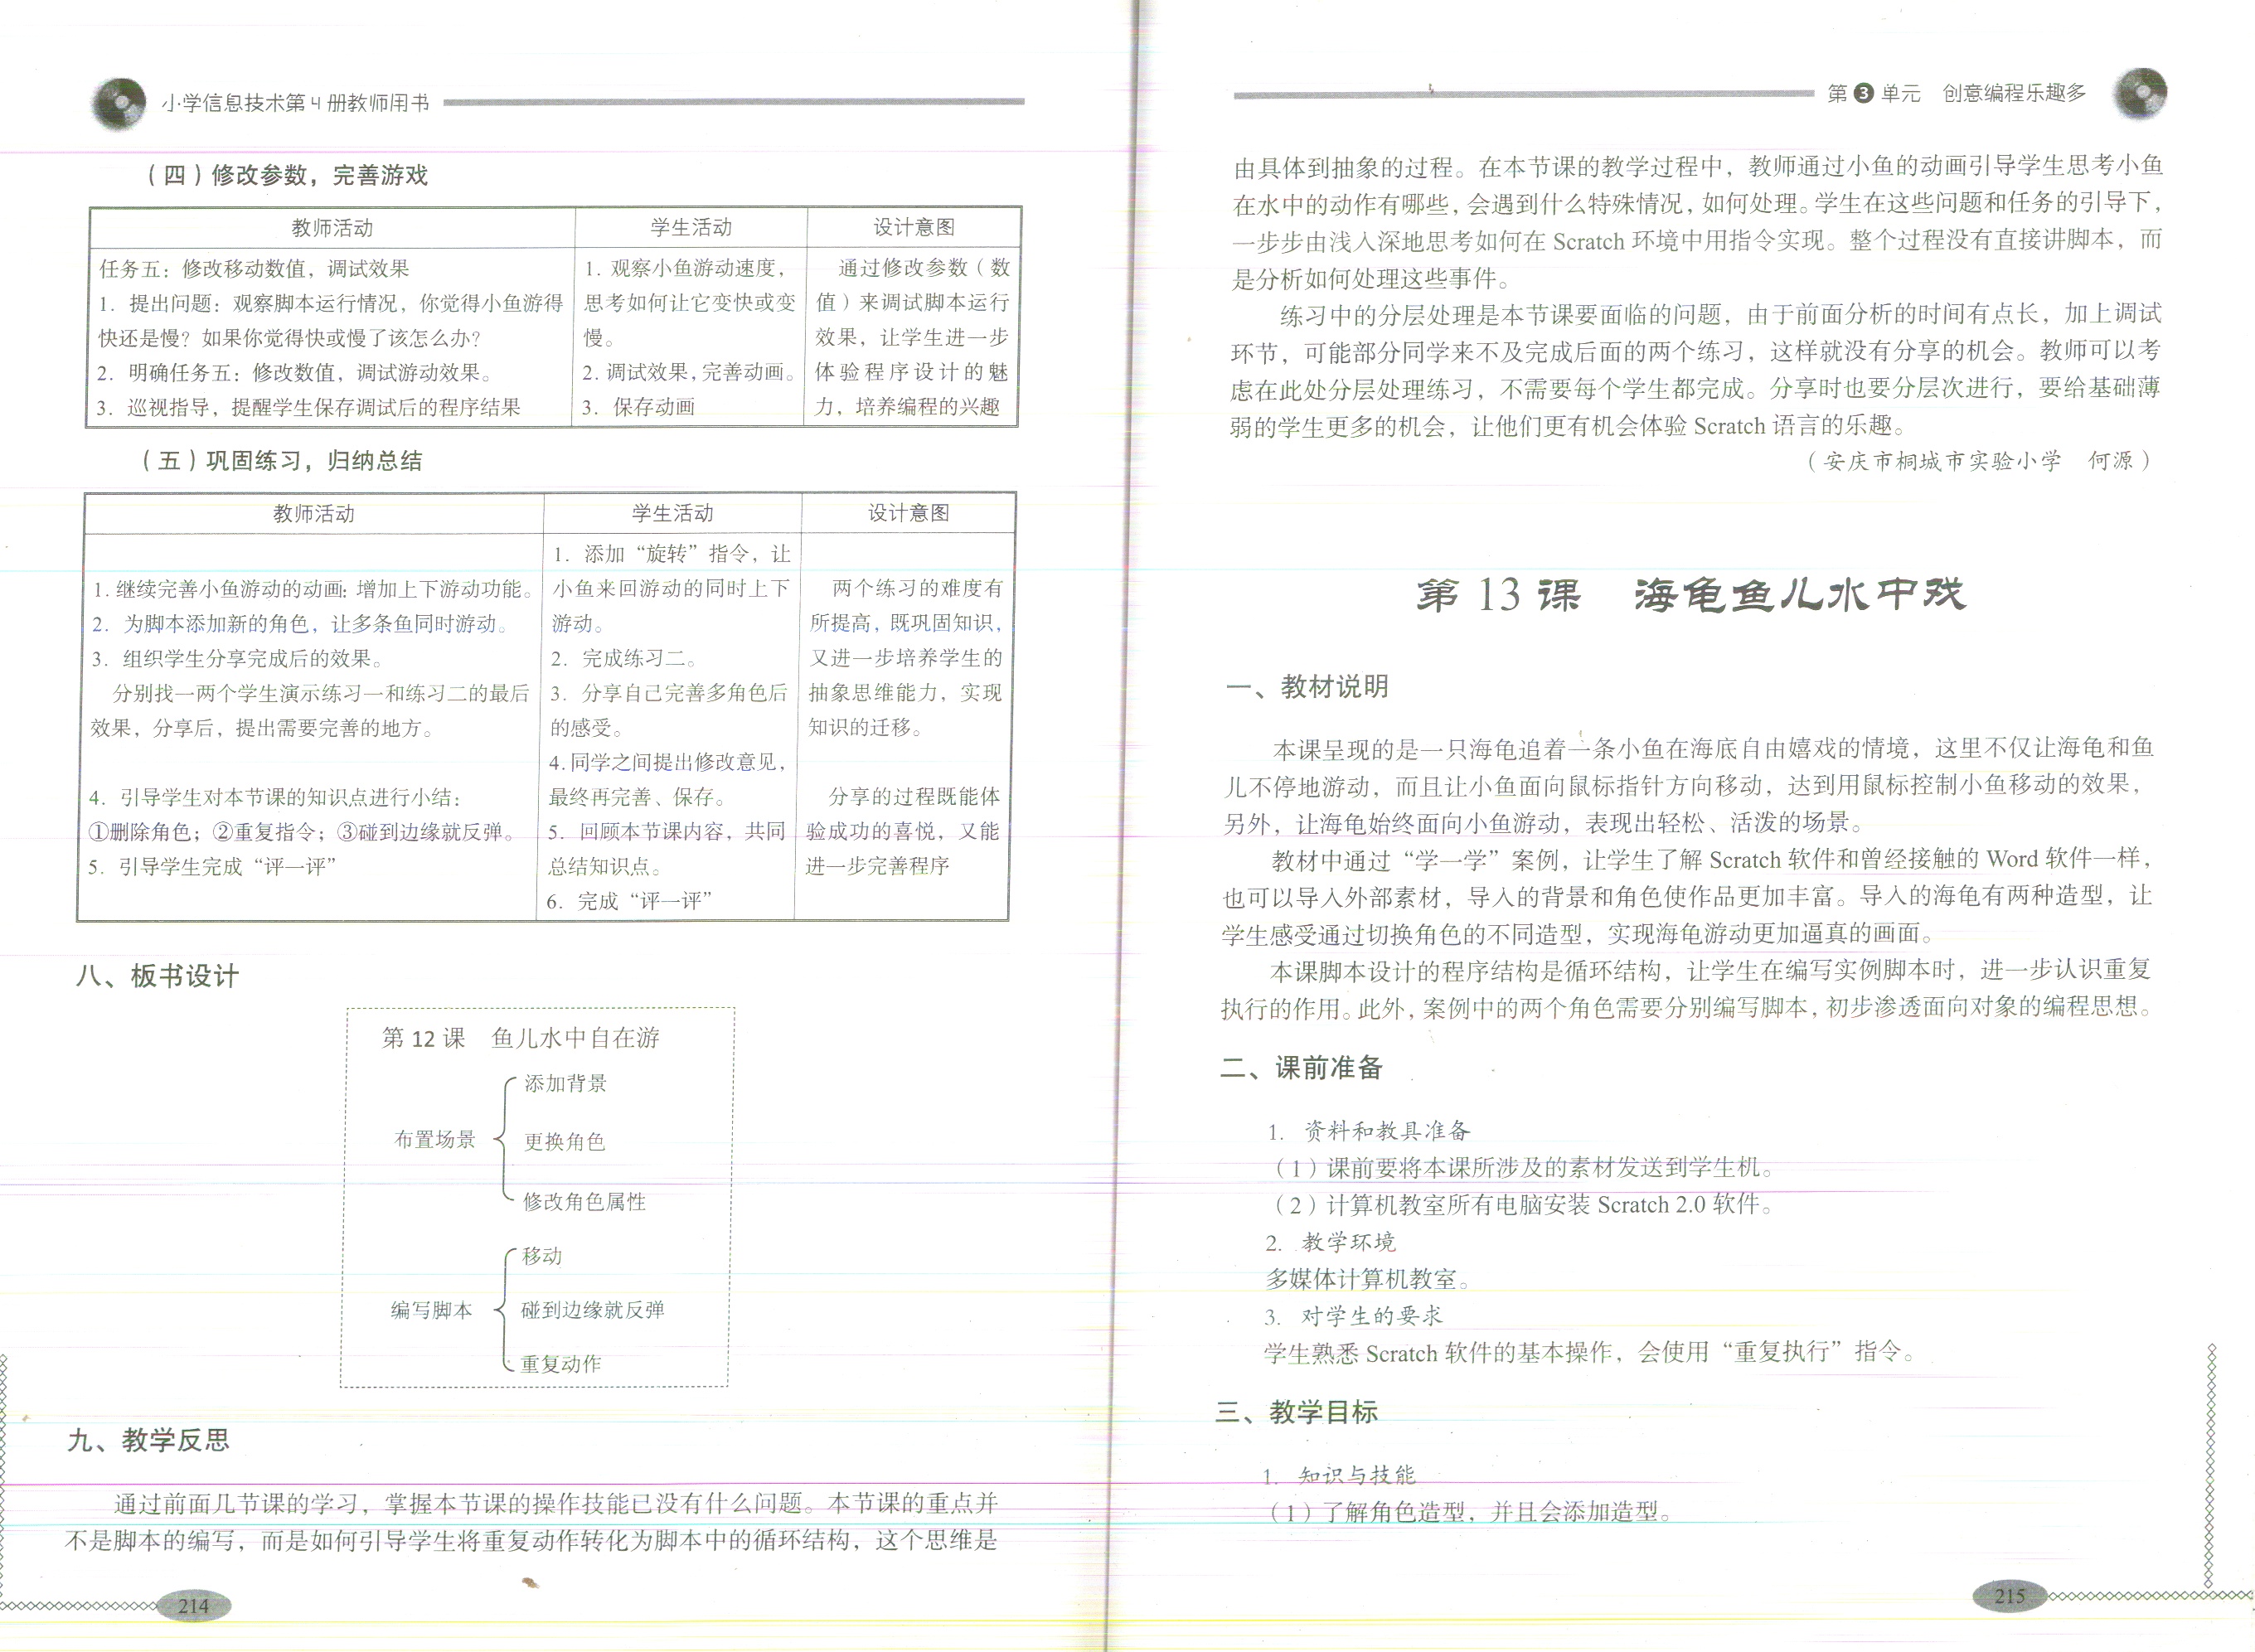 小学信息技术第4册教师用书
（四）修改参数，完善游戏
教师活动
学生活动
设计意图
任务五：修改移动数值，调试效果
1. 提出问题：观察脚本运行情况，你觉得小鱼游得
快还是慢？如果你觉得快或慢了该怎么办？
2. 明确任务五：修改数值，调试游动效果。
3. 巡视指导，提醒学生保存调试后的程序结果
1. 观察小鱼游动速度，
思考如何让它变快或变
慢。
2. 调试效果，完善动画。
3. 保存动画
通过修改参数（数
值）来调试脚本运行
效果，让学生进一步
体验程序设计的魅
力，培养编程的兴趣
（五）巩固练习，归纳总结
教师活动
学生活动
设计意图
1. 继续完善小鱼游动的动画：增加上下游动功能。
2. 为脚本添加新的角色，让多条鱼同时游动。
3. 组织学生分享完成后的效果。
分别找一两个学生演示练习一和练习二的最后
效果，分享后，提出需要完善的地方。
4. 引导学生对本节课的知识点进行小结：
①删除角色；②重复指令；③碰到边缘就反弹。
5. 引导学生完成“评一评”
1. 添加“旋转”指令，让
小鱼来回游动的同时上下
游动。
2. 完成练习二。
3. 分享自己完善多角色后
的感受。
4. 同学之间提出修改意见，
最终再完善、保存。
5. 回顾本节课内容，共同
总结知识点。
6. 完成“评一评”
两个练习的难度有
所提高，既巩固知识，
又进一步培养学生的
抽象思维能力，实现
知识的迁移。
分享的过程既能体
验成功的喜悦，又能
进一步完善程序
八、板书设计
第 12 课　鱼儿水中自在游
布置场景
添加背景
更换角色
修改角色属性
编写脚本
移动
碰到边缘就反弹
重复动作
九、教学反思
通过前面几节课的学习，掌握本节课的操作技能已没有什么问题。本节课的重点并
不是脚本的编写，而是如何引导学生将重复动作转化为脚本中的循环结构，这个思维是
214
第 3 单元　创意编程乐趣多
由具体到抽象的过程。在本节课的教学过程中，教师通过小鱼的动画引导学生思考小鱼
在水中的动作有哪些，会遇到什么特殊情况，如何处理。学生在这些问题和任务的引导下，
一步步由浅入深地思考如何在 Scratch 环境中用指令实现。整个过程没有直接讲脚本，而
是分析如何处理这些事件。
练习中的分层处理是本节课要面临的问题，由于前面分析的时间有点长，加上调试
环节，可能部分同学来不及完成后面的两个练习，这样就没有分享的机会。教师可以考
虑在此处分层处理练习，不需要每个学生都完成。分享时也要分层次进行，要给基础薄
弱的学生更多的机会，让他们更有机会体验 Scratch 语言的乐趣。
（安庆市桐城市实验小学　何源）
第 13 课　海龟鱼儿水中戏
一、教材说明
本课呈现的是一只海龟追着一条小鱼在海底自由嬉戏的情境，这里不仅让海龟和鱼
儿不停地游动，而且让小鱼面向鼠标指针方向移动，达到用鼠标控制小鱼移动的效果，
另外，让海龟始终面向小鱼游动，表现出轻松、活泼的场景。
教材中通过“学一学”案例，让学生了解 Scratch 软件和曾经接触的 Word 软件一样，
也可以导入外部素材，导入的背景和角色使作品更加丰富。导入的海龟有两种造型，让
学生感受通过切换角色的不同造型，实现海龟游动更加逼真的画面。
本课脚本设计的程序结构是循环结构，让学生在编写实例脚本时，进一步认识重复
执行的作用。此外，案例中的两个角色需要分别编写脚本，初步渗透面向对象的编程思想。
二、课前准备
1. 资料和教具准备
（1）课前要将本课所涉及的素材发送到学生机。
（2）计算机教室所有电脑安装 Scratch 2.0 软件。
2. 教学环境
多媒体计算机教室。
3. 对学生的要求
学生熟悉 Scratch 软件的基本操作，会使用“重复执行”指令。
三、教学目标
1. 知识与技能
（1）了解角色造型，并且会添加造型。
215